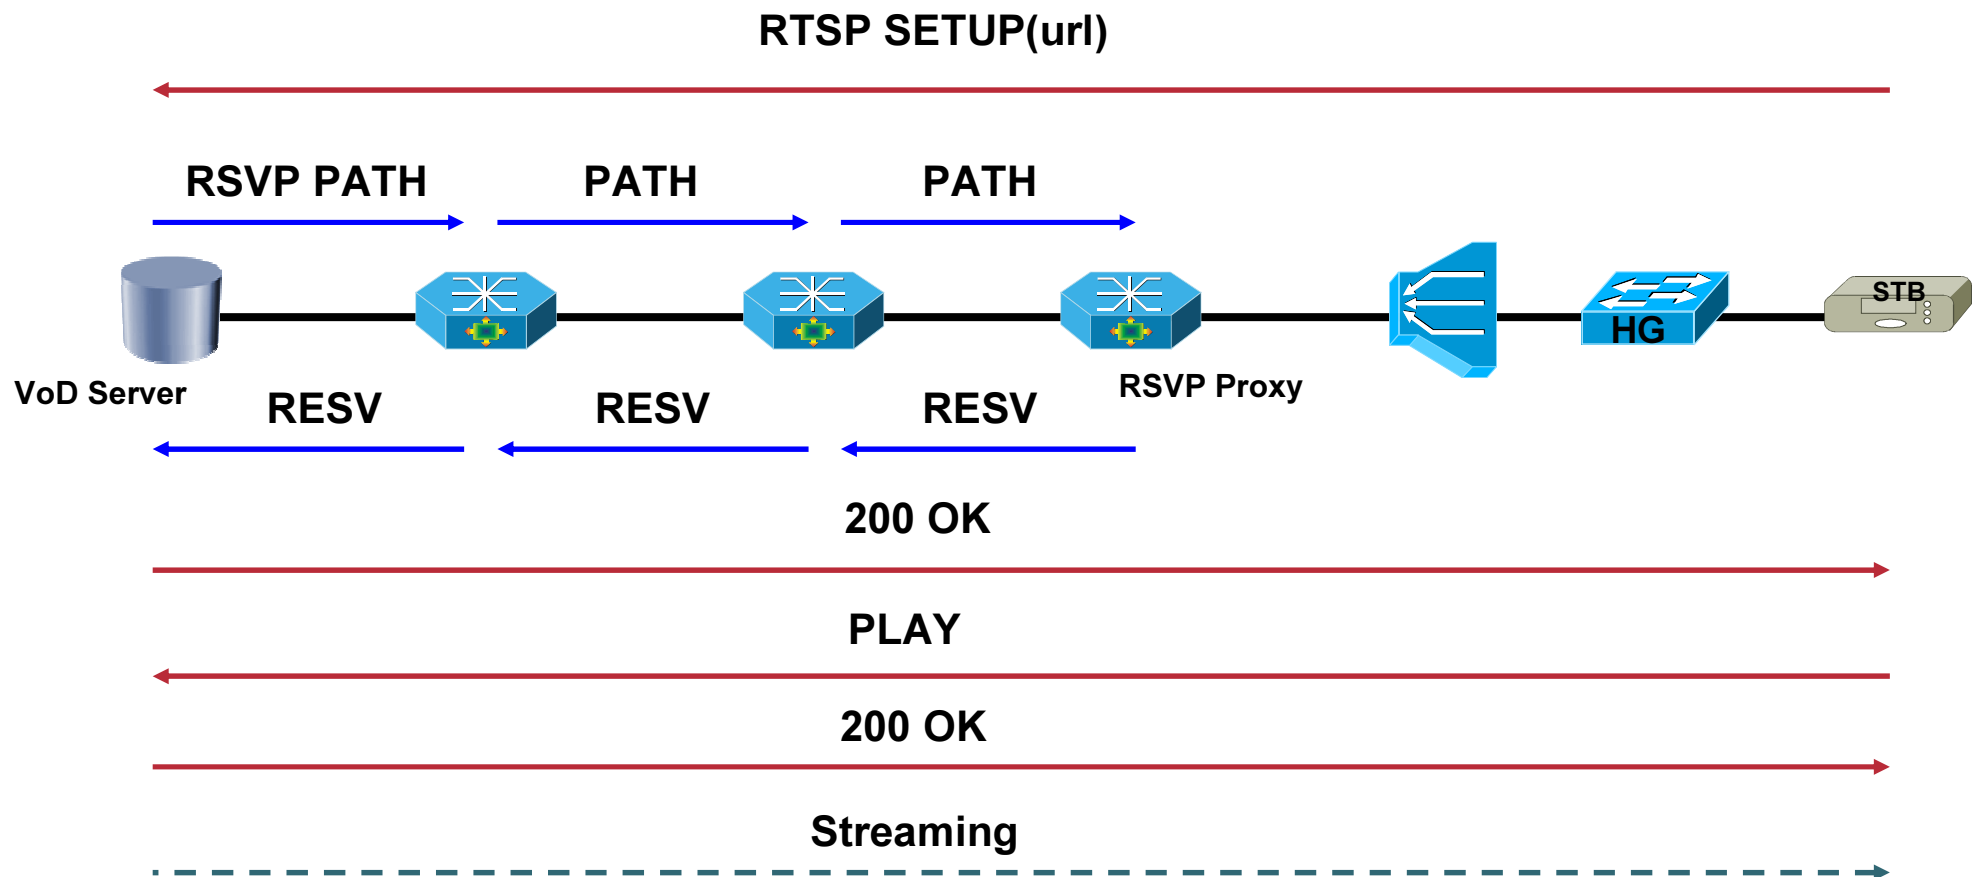 RTSP SETUP(url)
RSVP PATH
PATH
PATH
STB
HG
VoD Server
RSVP Proxy
RESV
RESV
RESV
200 OK
PLAY
200 OK
Streaming